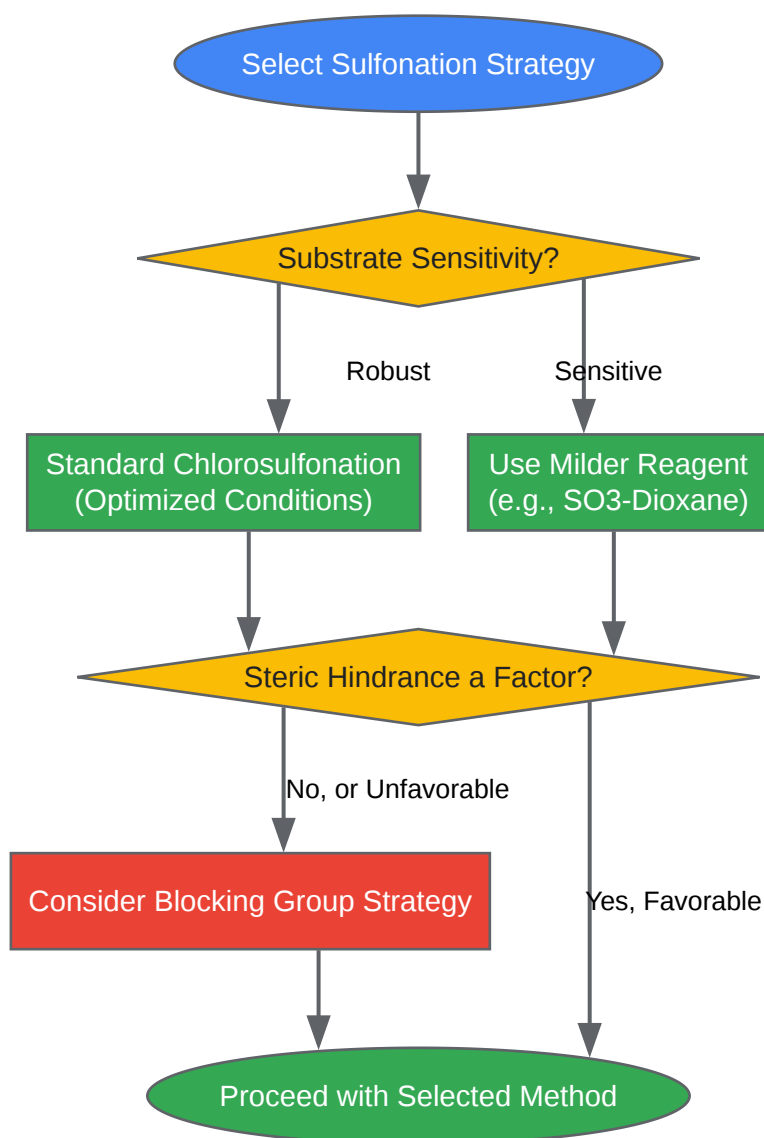 Select Sulfonation Strategy
Substrate Sensitivity?
Robust
Sensitive
Standard Chlorosulfonation
(Optimized Conditions)
Use Milder Reagent
(e.g., SO3-Dioxane)
Steric Hindrance a Factor?
No, or Unfavorable
Consider Blocking Group Strategy
Yes, Favorable
Proceed with Selected Method